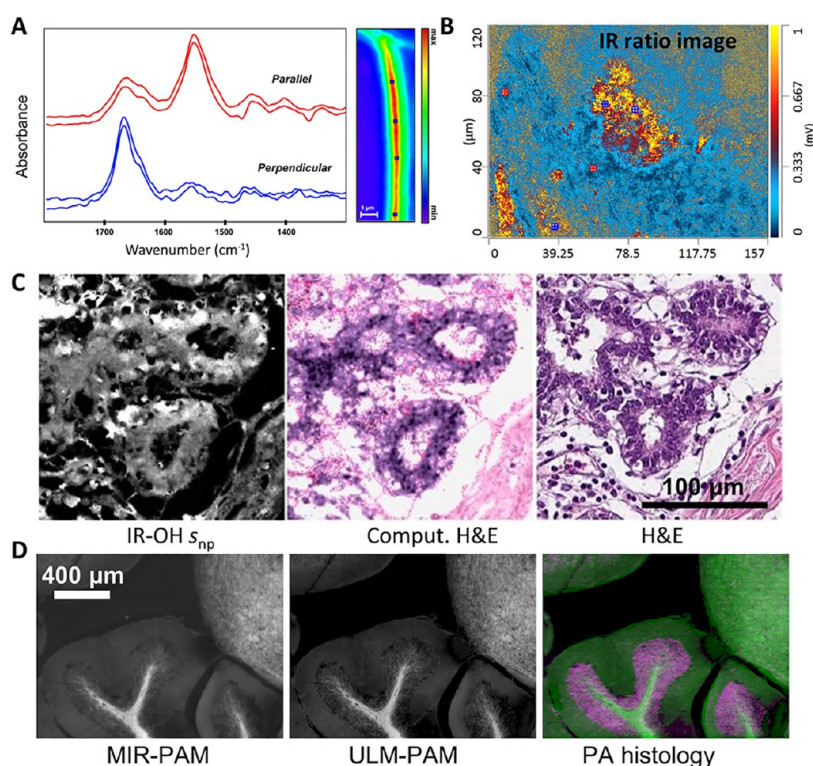 A
Absorbance
Parallel
Perpendicular
1700 1600 1500 1400
Wavenumber (cm⁻¹)
1 µm
max
min
B
IR ratio image
120
80
40
0
(µm)
0 39.25 78.5 117.75 157
1
0.667
0.333
0
(mV)
C
100 µm
IR-OH snp
Comput. H&E
H&E
D
400 µm
MIR-PAM
ULM-PAM
PA histology